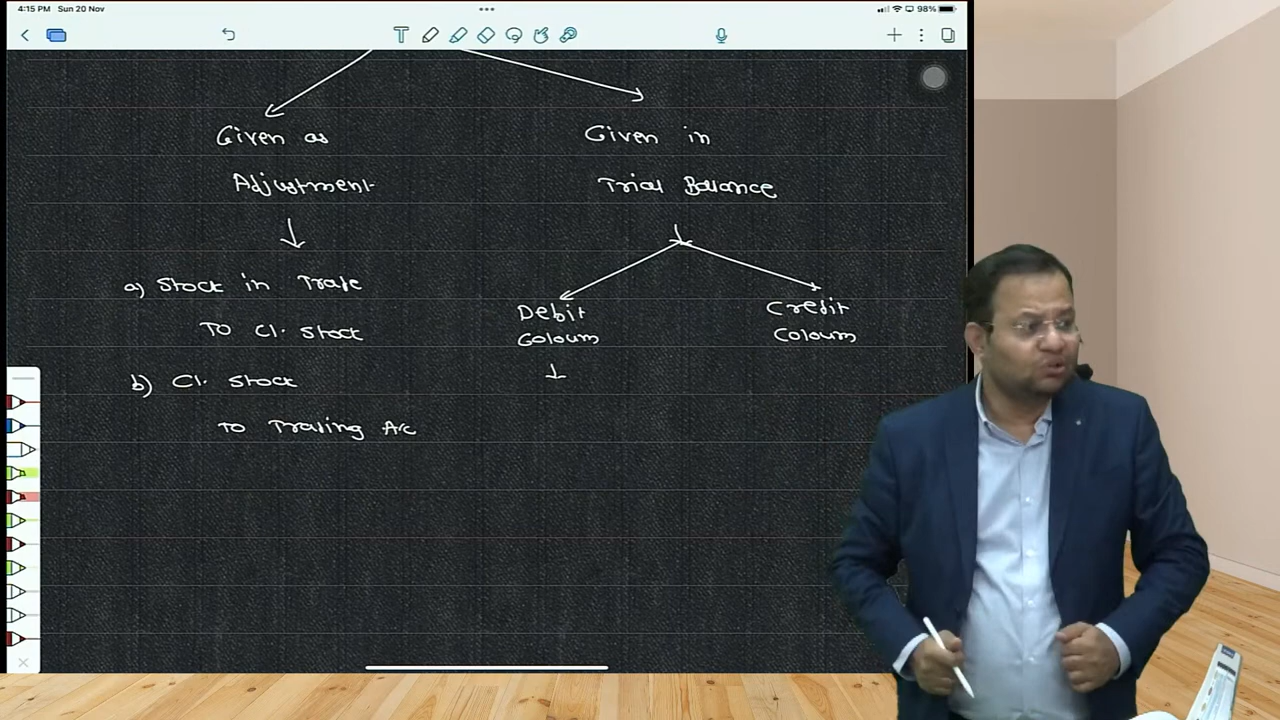 4:15 PM Sun 20 Nov
98%
Given as
Adjustment
Given in
Trial Balance
a) Stock in Trade
To Cl. Stock
b) Cl. Stock
To Trading A/c
Debit
Coloum
Credit
Coloum